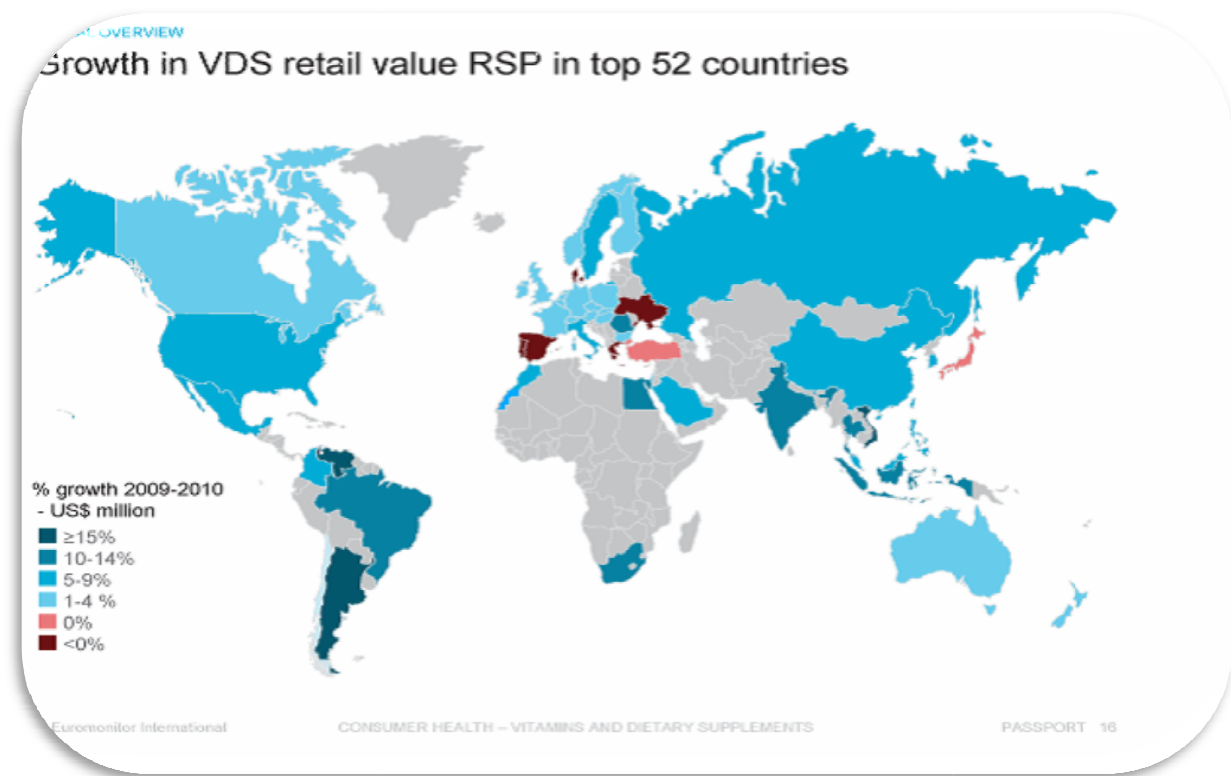 OVERVIEW
Growth in VDS retail value RSP in top 52 countries
% growth 2009-2010
- US$ million
≥15%
10-14%
5-9%
1-4 %
0%
<0%
Euromonitor International
CONSUMER HEALTH – VITAMINS AND DIETARY SUPPLEMENTS
PASSPORT 16